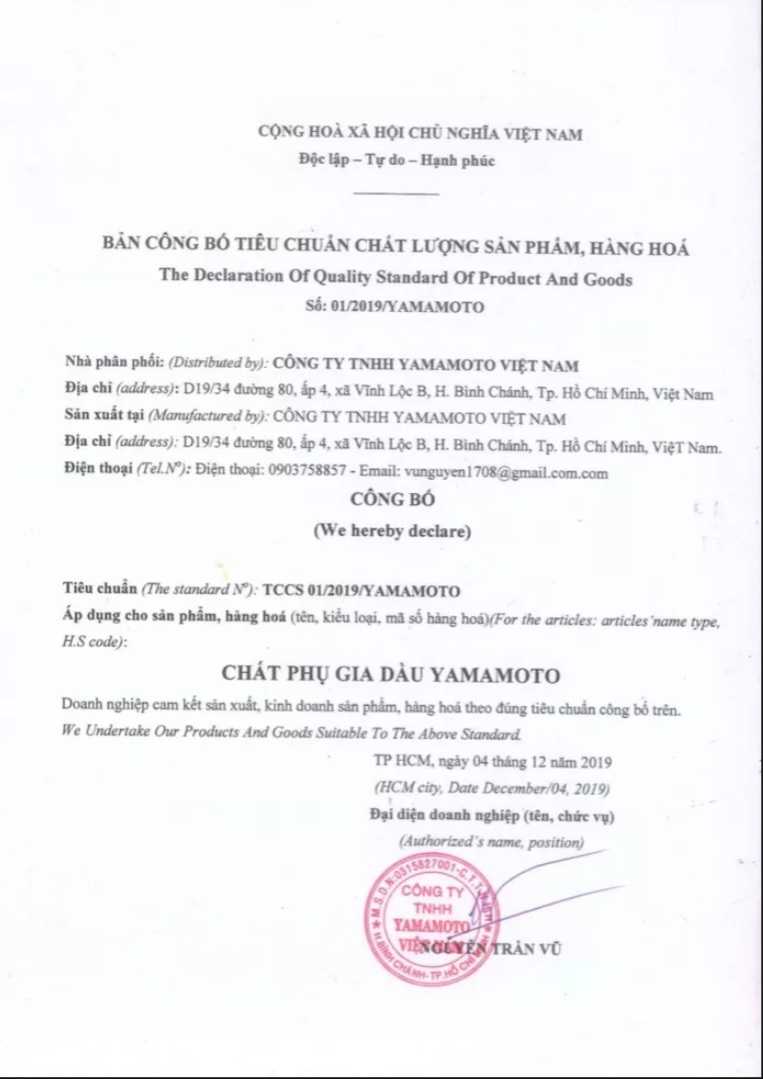 CỘNG HOÀ XÃ HỘI CHỦ NGHĨA VIỆT NAM
Độc lập – Tự do – Hạnh phúc
BẢN CÔNG BỐ TIÊU CHUẨN CHẤT LƯỢNG SẢN PHẨM, HÀNG HOÁ
The Declaration Of Quality Standard Of Product And Goods
Số: 01/2019/YAMAMOTO
Nhà phân phối: (Distributed by): CÔNG TY TNHH YAMAMOTO VIỆT NAM
Địa chỉ (address): D19/34 đường 80, ấp 4, xã Vĩnh Lộc B, H. Bình Chánh, Tp. Hồ Chí Minh, Việt Nam
Sản xuất tại (Manufactured by): CÔNG TY TNHH YAMAMOTO VIỆT NAM
Địa chỉ (address): D19/34 đường 80, ấp 4, xã Vĩnh Lộc B, H. Bình Chánh, Tp. Hồ Chí Minh, ViệT Nam.
Điện thoại (Tel.Nº): Điện thoại: 0903758857 - Email: vunguyen1708@gmail.com.com
CÔNG BỐ
(We hereby declare)
Tiêu chuẩn (The standard Nº): TCCS 01/2019/YAMAMOTO
Áp dụng cho sản phẩm, hàng hoá (tên, kiểu loại, mã số hàng hoá)(For the articles: articles'name type,
H.S code):
CHẤT PHỤ GIA DẦU YAMAMOTO
Doanh nghiệp cam kết sản xuất, kinh doanh sản phẩm, hàng hoá theo đúng tiêu chuẩn công bố trên.
We Undertake Our Products And Goods Suitable To The Above Standard.
TP HCM, ngày 04 tháng 12 năm 2019
(HCM city, Date December/04, 2019)
Đại diện doanh nghiệp (tên, chức vụ)
(Authorized's name, position)
M.S.D.N:0315827001-C.T.T.N.H.H
CÔNG TY
TNHH
YAMAMOTO
VIỆT NAM
H.BÌNH CHÁNH-TP.HỒ CHÍ MINH
NGUYỄN TRẦN VŨ